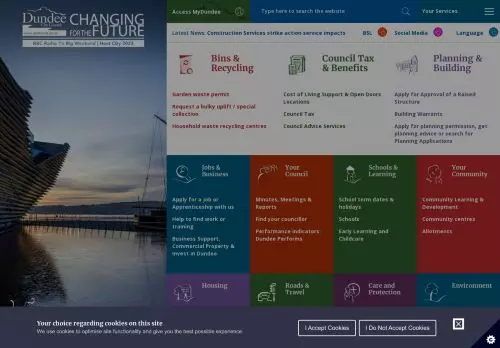 Dundee
City Council
CHANGING
FOR THE
FUTURE
BBC Radio 1's Big Weekend | Host City 2023
Access MyDundee
Type here to search the website
Your Services
Latest News: Construction Services strike action-service impacts
BSL
Social Media
Language
Bins &
Recycling
Garden waste permit
Request a bulky uplift / special
collection
Household waste recycling centres
Council Tax
& Benefits
Cost of Living Support & Open Doors
Locations
Council Tax
Council Advice Services
Planning &
Building
Apply for Approval of a Raised
Structure
Building Warrants
Apply for planning permission, get
planning advice or search for
Planning Applications
Jobs &
Business
Apply for a job or
Apprenticeship with us
Help to find work or
training
Business Support,
Commercial Property &
Invest in Dundee
Your
Council
Minutes, Meetings &
Reports
Find your councillor
Performance indicators
Dundee Performs
Schools &
Learning
School term dates &
holidays
Schools
Early Learning and
Childcare
Your
Community
Community Learning &
Development
Community centres
Allotments
Housing
Roads &
Travel
Care and
Protection
Environment
Your choice regarding cookies on this site
We use cookies to optimise site functionality and give you the best possible experience.
I Accept Cookies
I Do Not Accept Cookies